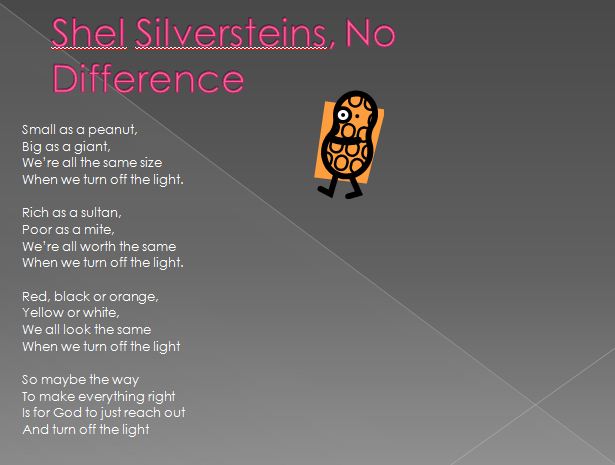 Shel Silversteins, No
Difference
Small as a peanut,
Big as a giant,
We're all the same size
When we turn off the light.
Rich as a sultan,
Poor as a mite,
We're all worth the same
When we turn off the light.
Red, black or orange,
Yellow or white,
We all look the same
When we turn off the light
So maybe the way
To make everything right
Is for God to just reach out
And turn off the light